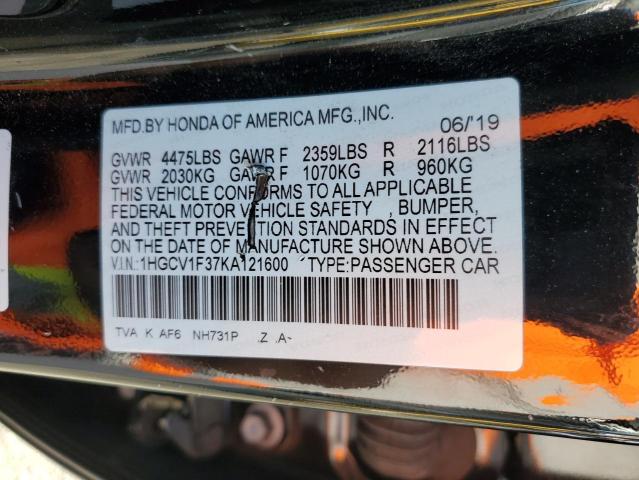 MFD.BY HONDA OF AMERICA MFG.,INC. 06/'19
GVWR 4475LBS GAWR F 2359LBS R 2116LBS
GVWR 2030KG GAWR F 1070KG R 960KG
THIS VEHICLE CONFORMS TO ALL APPLICABLE
FEDERAL MOTOR VEHICLE SAFETY , BUMPER,
AND THEFT PREVENTION STANDARDS IN EFFECT
ON THE DATE OF MANUFACTURE SHOWN ABOVE.
V.I.N.:1HGCV1F37KA121600 TYPE:PASSENGER CAR
TVA K AF6 NH731P .Z .A-